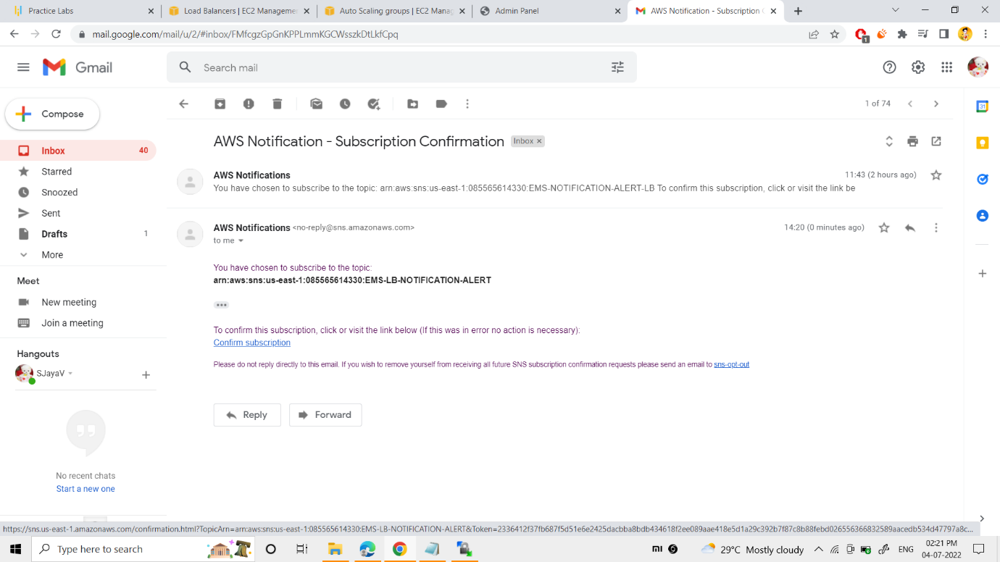 Practice Labs
Load Balancers | EC2 Managemen
Auto Scaling groups | EC2 Manag
Admin Panel
AWS Notification - Subscription C
mail.google.com/mail/u/2/#inbox/FMfcgzGpGnKPPLmmKGCWsszkDtLkfCpq
1
Gmail
Search mail
Compose
1 of 74
31
Inbox 40
Starred
Snoozed
Sent
Drafts 1
More
Meet
New meeting
Join a meeting
Hangouts
SJayaV
No recent chats
Start a new one
AWS Notification - Subscription Confirmation Inbox ×
AWS Notifications 11:43 (2 hours ago)
You have chosen to subscribe to the topic: arn:aws:sns:us-east-1:085565614330:EMS-NOTIFICATION-ALERT-LB To confirm this subscription, click or visit the link be
AWS Notifications <no-reply@sns.amazonaws.com> 14:20 (0 minutes ago)
to me
You have chosen to subscribe to the topic:
arn:aws:sns:us-east-1:085565614330:EMS-LB-NOTIFICATION-ALERT
To confirm this subscription, click or visit the link below (If this was in error no action is necessary):
Confirm subscription
Please do not reply directly to this email. If you wish to remove yourself from receiving all future SNS subscription confirmation requests please send an email to sns-opt-out
Reply
Forward
https://sns.us-east-1.amazonaws.com/confirmation.html?TopicArn=arn:aws:sns:us-east-1:085565614330:EMS-LB-NOTIFICATION-ALERT&Token=2336412f37fb687f5d51e6e2425dacbba8bdb434618f2ee089aae418e5d1a29c392b7f87c8b88febd026556366832589aacedb534d47797a8c...
Type here to search
29°C Mostly cloudy
ENG
02:21 PM
04-07-2022